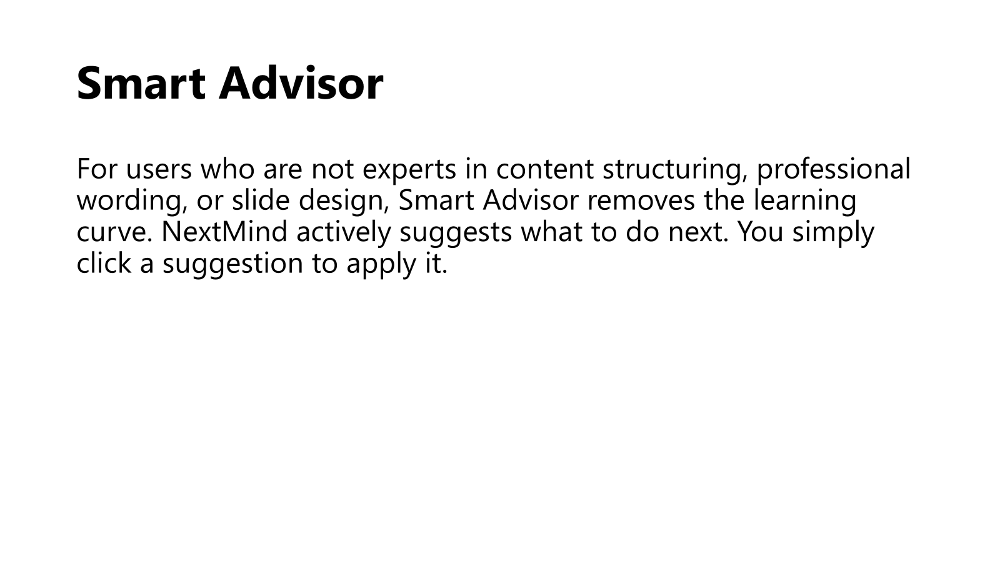 Smart Advisor
For users who are not experts in content structuring, professional
wording, or slide design, Smart Advisor removes the learning
curve. NextMind actively suggests what to do next. You simply
click a suggestion to apply it.